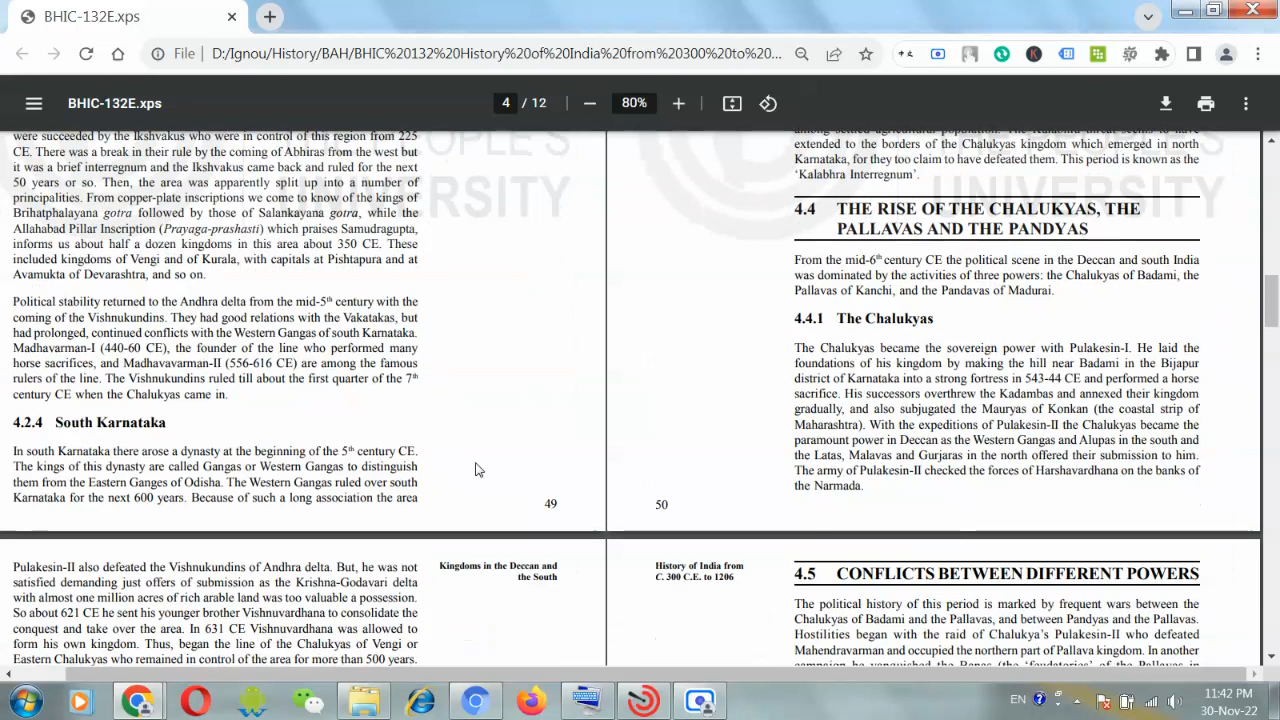 BHIC-132E.xps
File
D:/Ignou/History/BAH/BHIC%20132%20History%20of%20India%20from%20300%20to%20...
BHIC-132E.xps
4 / 12
80%
were succeeded by the Ikshvakus who were in control of this region from 225
CE. There was a break in their rule by the coming of Abhiras from the west but
it was a brief interregnum and the Ikshvakus came back and ruled for the next
50 years or so. Then, the area was apparently split up into a number of
principalities. From copper-plate inscriptions we come to know of the kings of
Brihatphalayana gotra followed by those of Salankayana gotra, while the
Allahabad Pillar Inscription (Prayaga-prashasti) which praises Samudragupta,
informs us about half a dozen kingdoms in this area about 350 CE. These
included kingdoms of Vengi and of Kurala, with capitals at Pishtapura and at
Avamukta of Devarashtra, and so on.
Political stability returned to the Andhra delta from the mid-5th century with the
coming of the Vishnukundins. They had good relations with the Vakatakas, but
had prolonged, continued conflicts with the Western Gangas of south Karnataka.
Madhavarman-I (440-60 CE), the founder of the line who performed many
horse sacrifices, and Madhavavarman-II (556-616 CE) are among the famous
rulers of the line. The Vishnukundins ruled till about the first quarter of the 7th
century CE when the Chalukyas came in.
4.2.4 South Karnataka
In south Karnataka there arose a dynasty at the beginning of the 5th century CE.
The kings of this dynasty are called Gangas or Western Gangas to distinguish
them from the Eastern Ganges of Odisha. The Western Gangas ruled over south
Karnataka for the next 600 years. Because of such a long association the area
49
PEOPLE'S
UNIVERSITY
among settled agricultural population. The Kalabhra threat seems to have
extended to the borders of the Chalukyas kingdom which emerged in north
Karnataka, for they too claim to have defeated them. This period is known as the
'Kalabhra Interregnum'.
UNIVERSITY
4.4 THE RISE OF THE CHALUKYAS, THE
PALLAVAS AND THE PANDYAS
From the mid-6th century CE the political scene in the Deccan and south India
was dominated by the activities of three powers: the Chalukyas of Badami, the
Pallavas of Kanchi, and the Pandavas of Madurai.
4.4.1 The Chalukyas
The Chalukyas became the sovereign power with Pulakesin-I. He laid the
foundations of his kingdom by making the hill near Badami in the Bijapur
district of Karnataka into a strong fortress in 543-44 CE and performed a horse
sacrifice. His successors overthrew the Kadambas and annexed their kingdom
gradually, and also subjugated the Mauryas of Konkan (the coastal strip of
Maharashtra). With the expeditions of Pulakesin-II the Chalukyas became the
paramount power in Deccan as the Western Gangas and Alupas in the south and
the Latas, Malavas and Gurjaras in the north offered their submission to him.
The army of Pulakesin-II checked the forces of Harshavardhana on the banks of
the Narmada.
50
Pulakesin-II also defeated the Vishnukundins of Andhra delta. But, he was not
satisfied demanding just offers of submission as the Krishna-Godavari delta
with almost one million acres of rich arable land was too valuable a possession.
So about 621 CE he sent his younger brother Vishnuvardhana to consolidate the
conquest and take over the area. In 631 CE Vishnuvardhana was allowed to
form his own kingdom. Thus, began the line of the Chalukyas of Vengi or
Eastern Chalukyas who remained in control of the area for more than 500 years.
Kingdoms in the Deccan and
the South
History of India from
C. 300 C.E. to 1206
4.5 CONFLICTS BETWEEN DIFFERENT POWERS
The political history of this period is marked by frequent wars between the
Chalukyas of Badami and the Pallavas, and between Pandyas and the Pallavas.
Hostilities began with the raid of Chalukya's Pulakesin-II who defeated
Mahendravarman and occupied the northern part of Pallava kingdom. In another
campaign he vanquished the Banas (the 'feudatories' of the Pallavas in
EN
11:42 PM
30-Nov-22